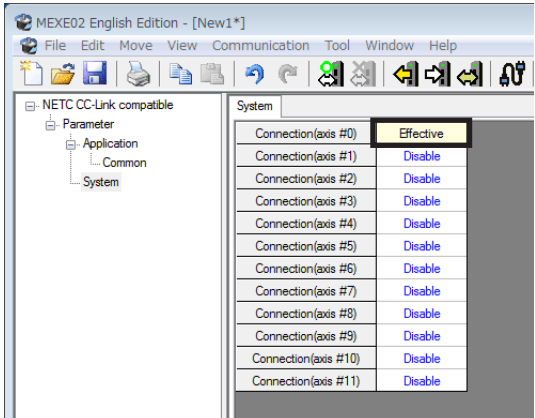 MEXE02 English Edition - [New1*]
File Edit Move View Communication Tool Window Help
NETC CC-Link compatible
Parameter
Application
Common
System
System
Connection(axis #0) Effective
Connection(axis #1) Disable
Connection(axis #2) Disable
Connection(axis #3) Disable
Connection(axis #4) Disable
Connection(axis #5) Disable
Connection(axis #6) Disable
Connection(axis #7) Disable
Connection(axis #8) Disable
Connection(axis #9) Disable
Connection(axis #10) Disable
Connection(axis #11) Disable